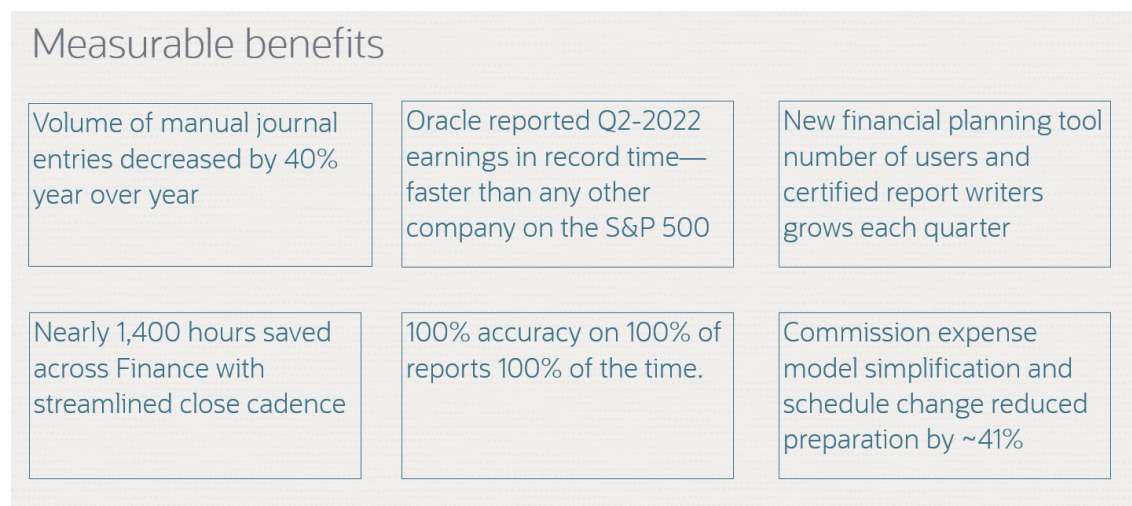 Measurable benefits
Volume of manual journal
entries decreased by 40%
year over year
Oracle reported Q2-2022
earnings in record time—
faster than any other
company on the S&P 500
New financial planning tool
number of users and
certified report writers
grows each quarter
Nearly 1,400 hours saved
across Finance with
streamlined close cadence
100% accuracy on 100% of
reports 100% of the time.
Commission expense
model simplification and
schedule change reduced
preparation by ~41%